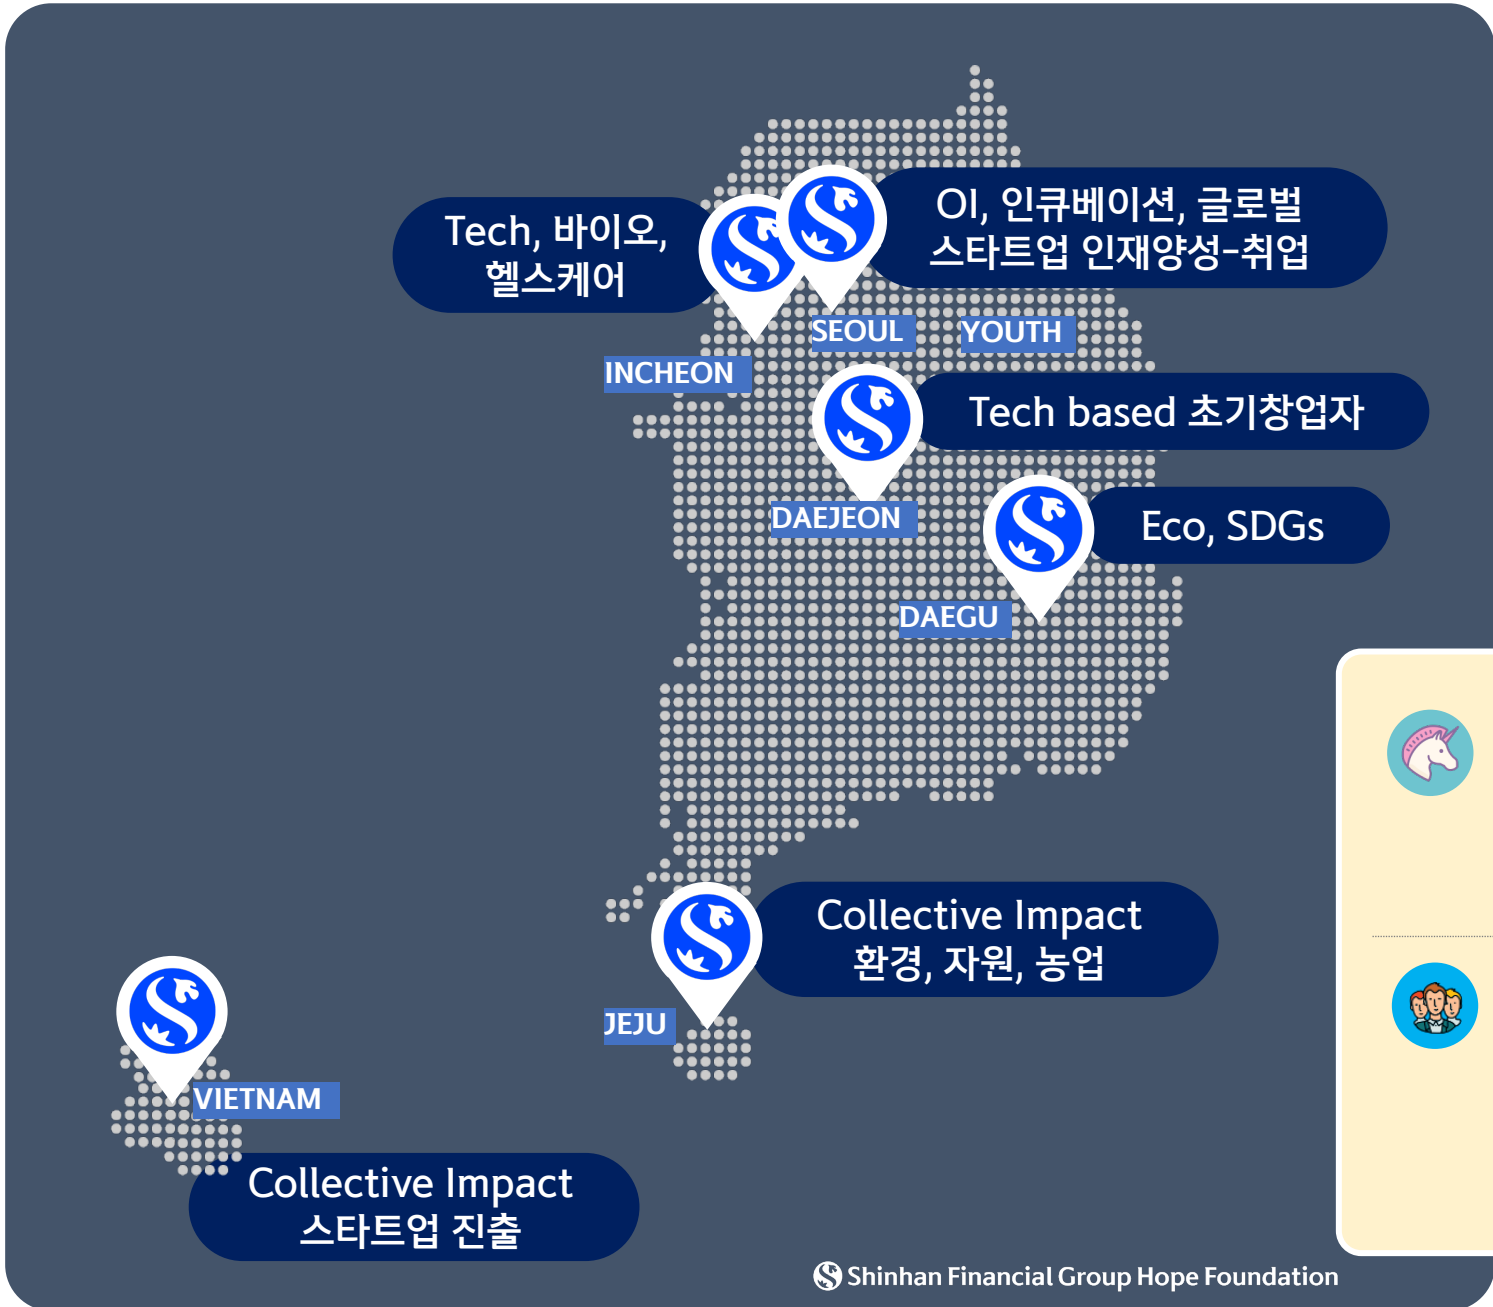 Tech, 바이오,
헬스케어
OI, 인큐베이션, 글로벌
스타트업 인재양성-취업
SEOUL
YOUTH
INCHEON
Tech based 초기창업자
DAEJEON
Eco, SDGs
DAEGU
Collective Impact
환경, 자원, 농업
JEJU
VIETNAM
Collective Impact
스타트업 진출
Shinhan Financial Group Hope Foundation